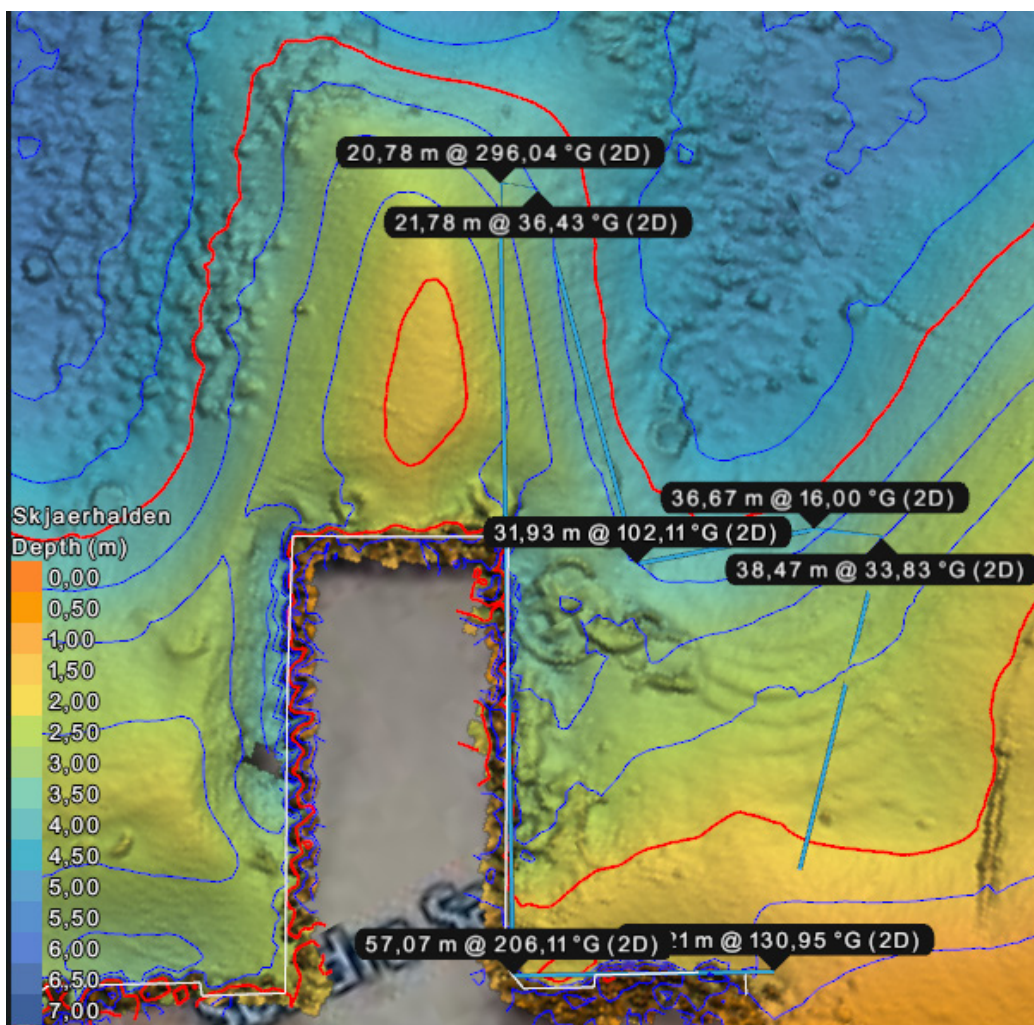 20,78 m @ 296,04 °G (2D)
21,78 m @ 36,43 °G (2D)
36,67 m @ 16,00 °G (2D)
31,93 m @ 102,11 °G (2D)
38,47 m @ 33,83 °G (2D)
Skjaerhalden
Depth (m)
0,00
0,50
1,00
1,50
2,00
2,50
3,00
3,50
4,00
4,50
5,00
5,50
6,00
6,50
7,00
57,07 m @ 206,11 °G (2D)
21 m @ 130,95 °G (2D)